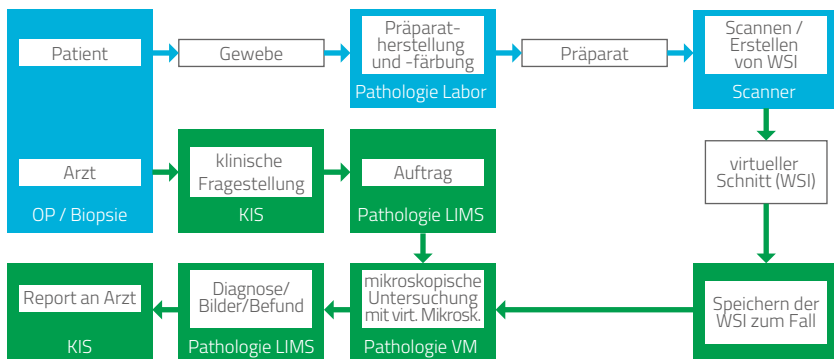 Patient
Gewebe
Präparat-
herstellung
und -färbung
Pathologie Labor
Präparat
Scannen /
Erstellen
von WSI
Scanner
Arzt
OP / Biopsie
klinische
Fragestellung
KIS
Auftrag
Pathologie LIMS
virtueller
Schnitt (WSI)
Report an Arzt
KIS
Diagnose/
Bilder/Befund
Pathologie LIMS
mikroskopische
Untersuchung
mit virt. Mikrosk.
Pathologie VM
Speichern der
WSI zum Fall